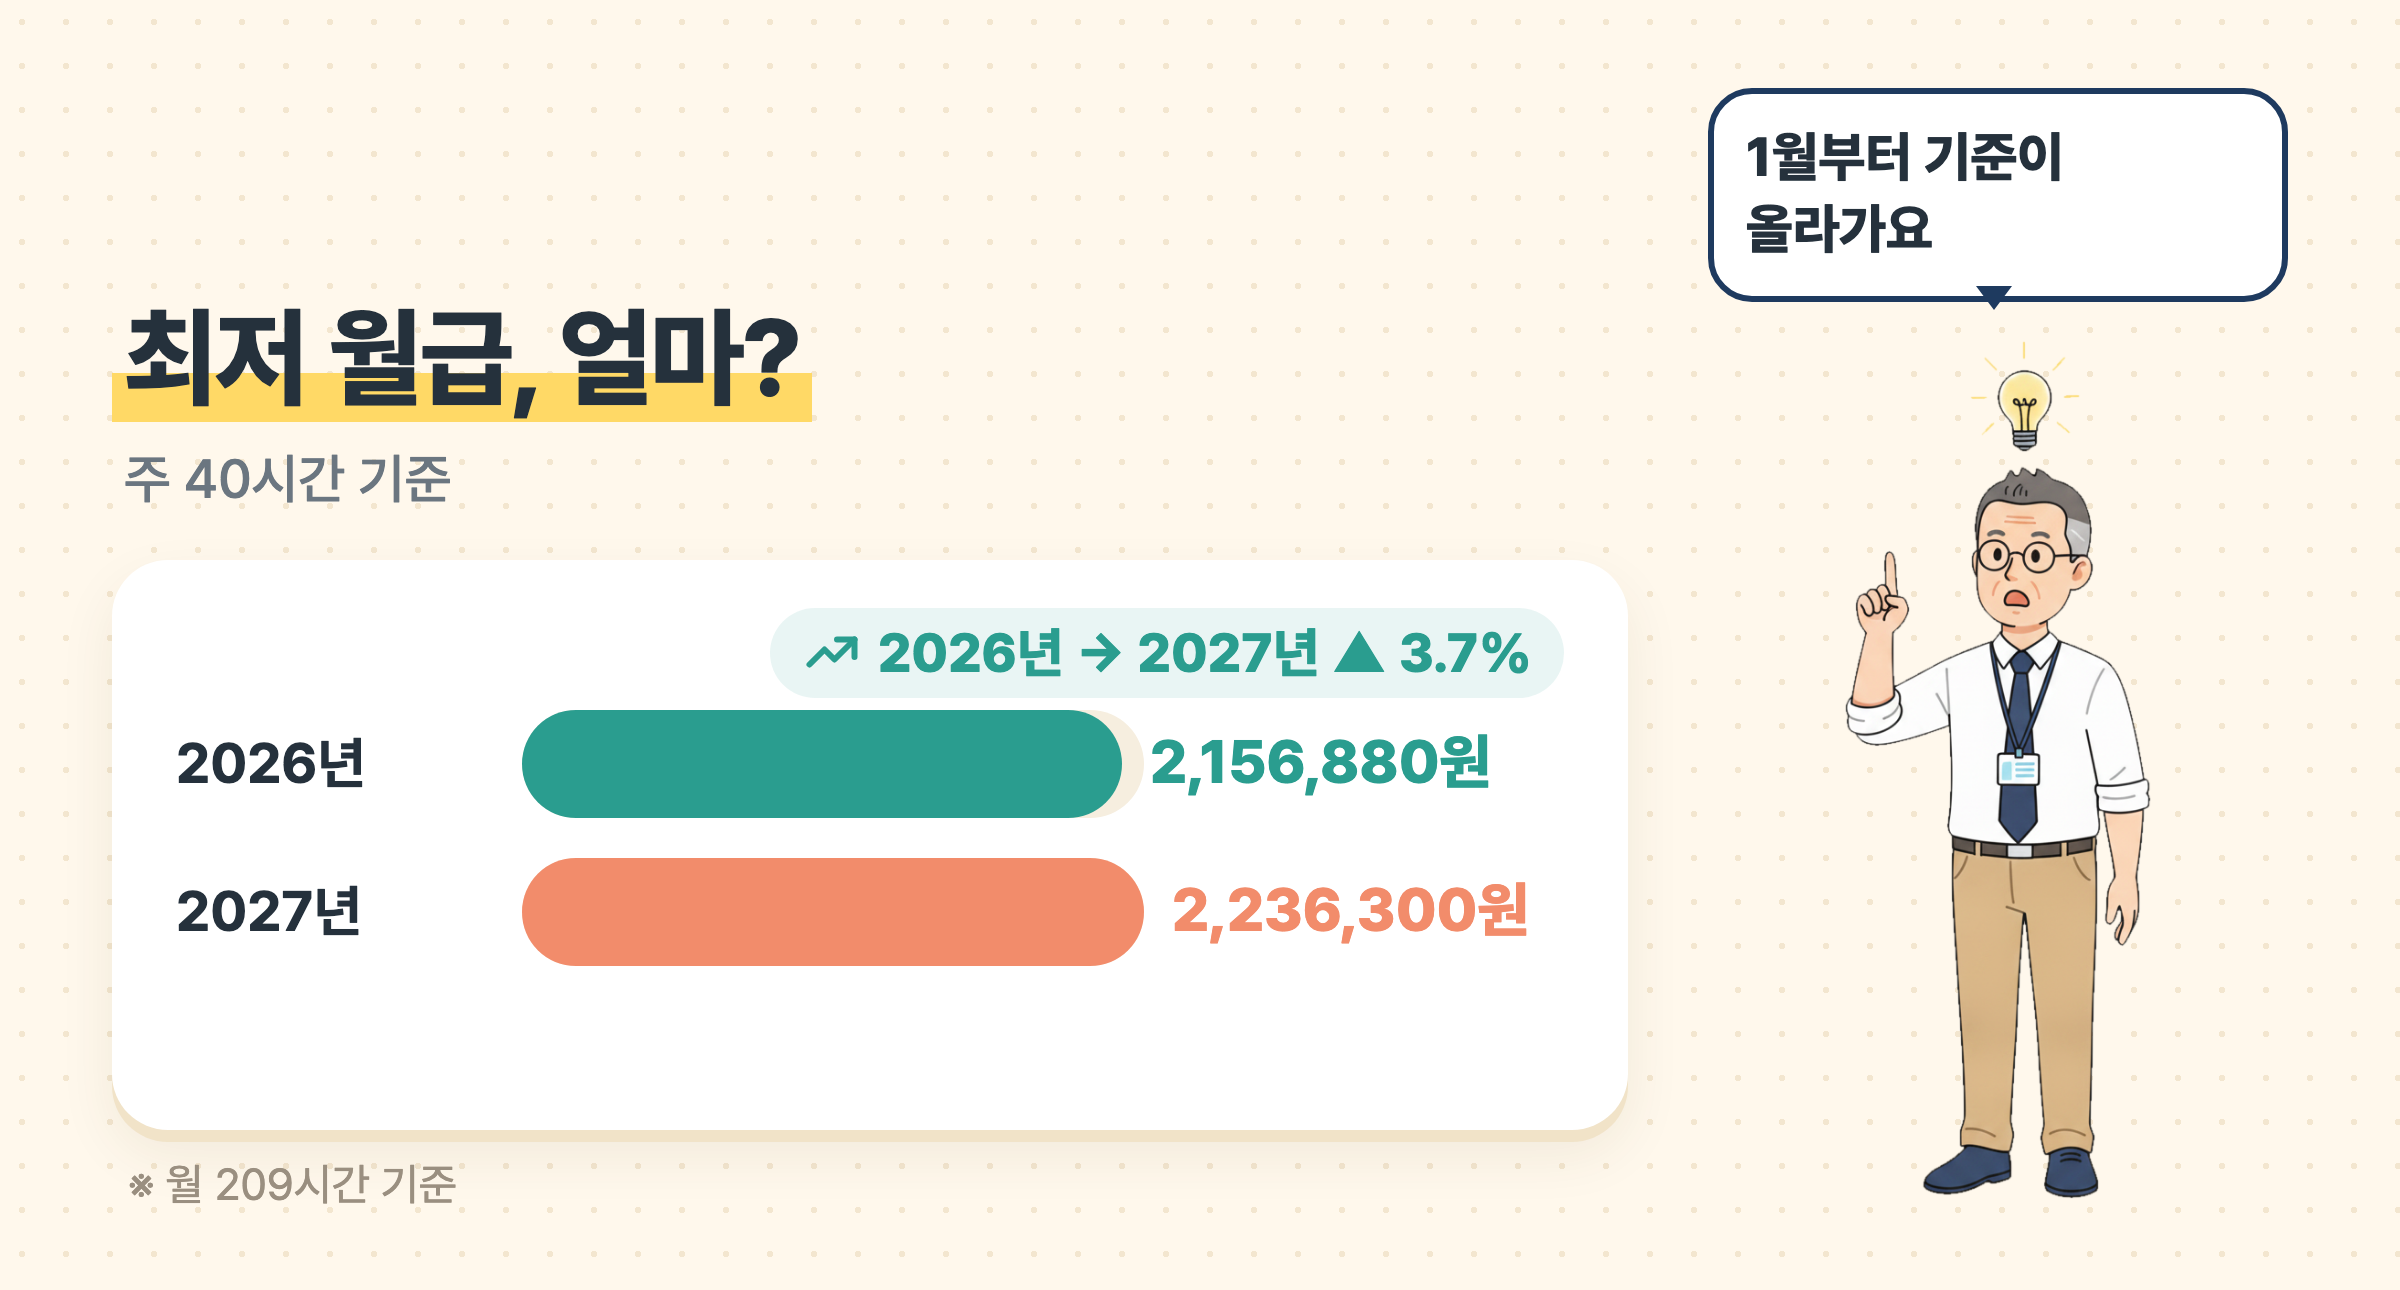 1월부터 기준이
올라가요
최저 월급, 얼마?
주 40시간 기준
2026년 → 2027년 ▲ 3.7%
2026년 2,156,880원
2027년 2,236,300원
※ 월 209시간 기준